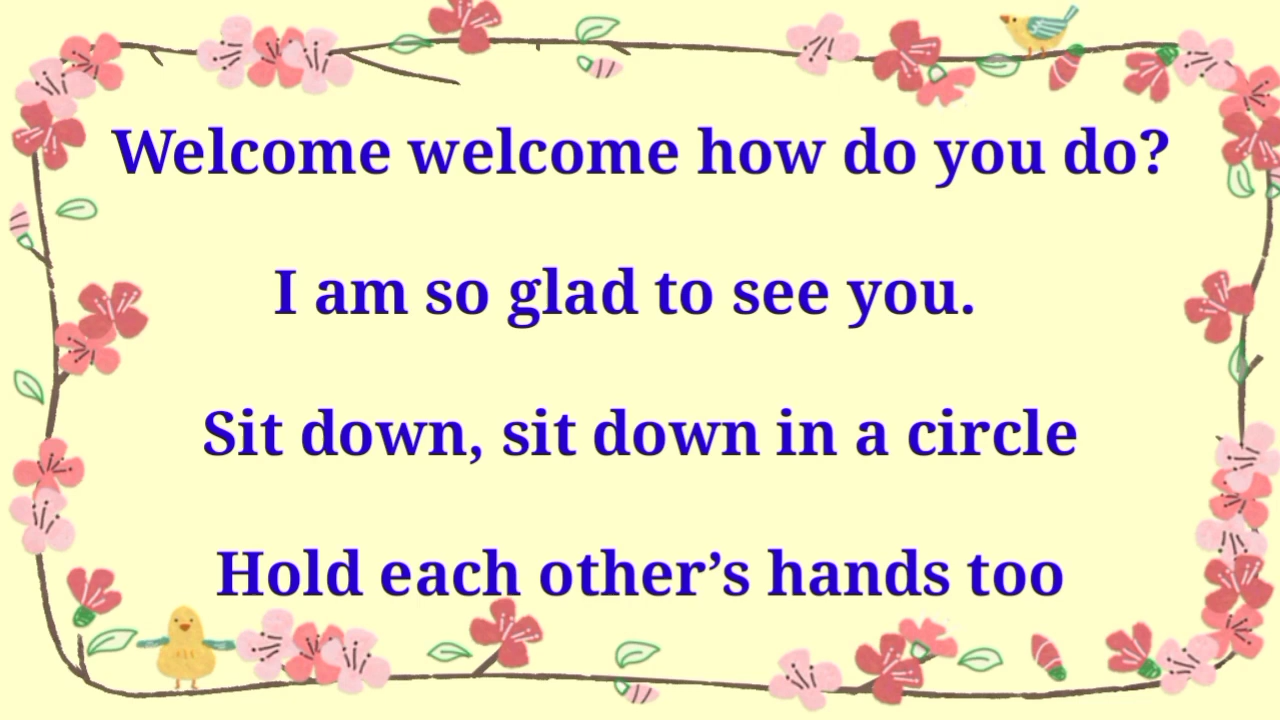 Welcome welcome how do you do?
I am so glad to see you.
Sit down, sit down in a circle
Hold each other’s hands too